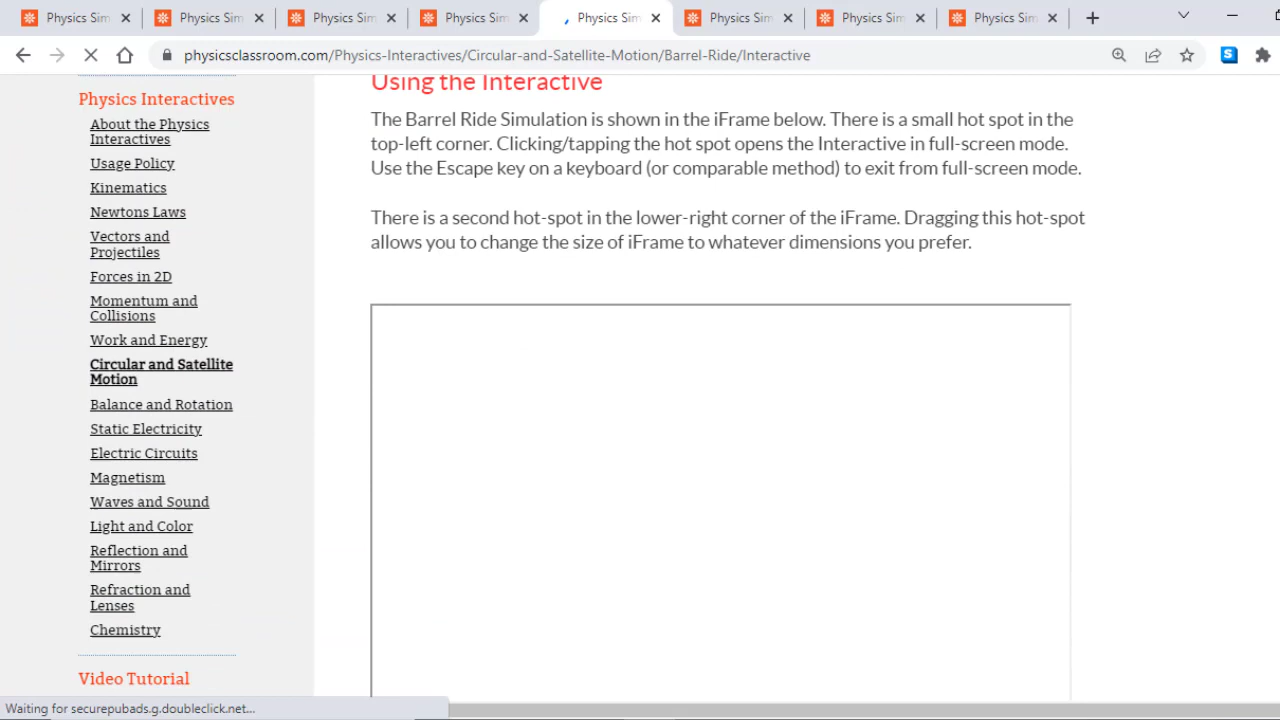 Physics Sim
Physics Sim
Physics Sim
Physics Sim
Physics Sim
Physics Sim
Physics Sim
Physics Sim
physicsclassroom.com/Physics-Interactives/Circular-and-Satellite-Motion/Barrel-Ride/Interactive
S
Physics Interactives
About the Physics
Interactives
Usage Policy
Kinematics
Newtons Laws
Vectors and
Projectiles
Forces in 2D
Momentum and
Collisions
Work and Energy
Circular and Satellite
Motion
Balance and Rotation
Static Electricity
Electric Circuits
Magnetism
Waves and Sound
Light and Color
Reflection and
Mirrors
Refraction and
Lenses
Chemistry
Video Tutorial
Using the Interactive
The Barrel Ride Simulation is shown in the iFrame below. There is a small hot spot in the
top-left corner. Clicking/tapping the hot spot opens the Interactive in full-screen mode.
Use the Escape key on a keyboard (or comparable method) to exit from full-screen mode.
There is a second hot-spot in the lower-right corner of the iFrame. Dragging this hot-spot
allows you to change the size of iFrame to whatever dimensions you prefer.
Waiting for securepubads.g.doubleclick.net...